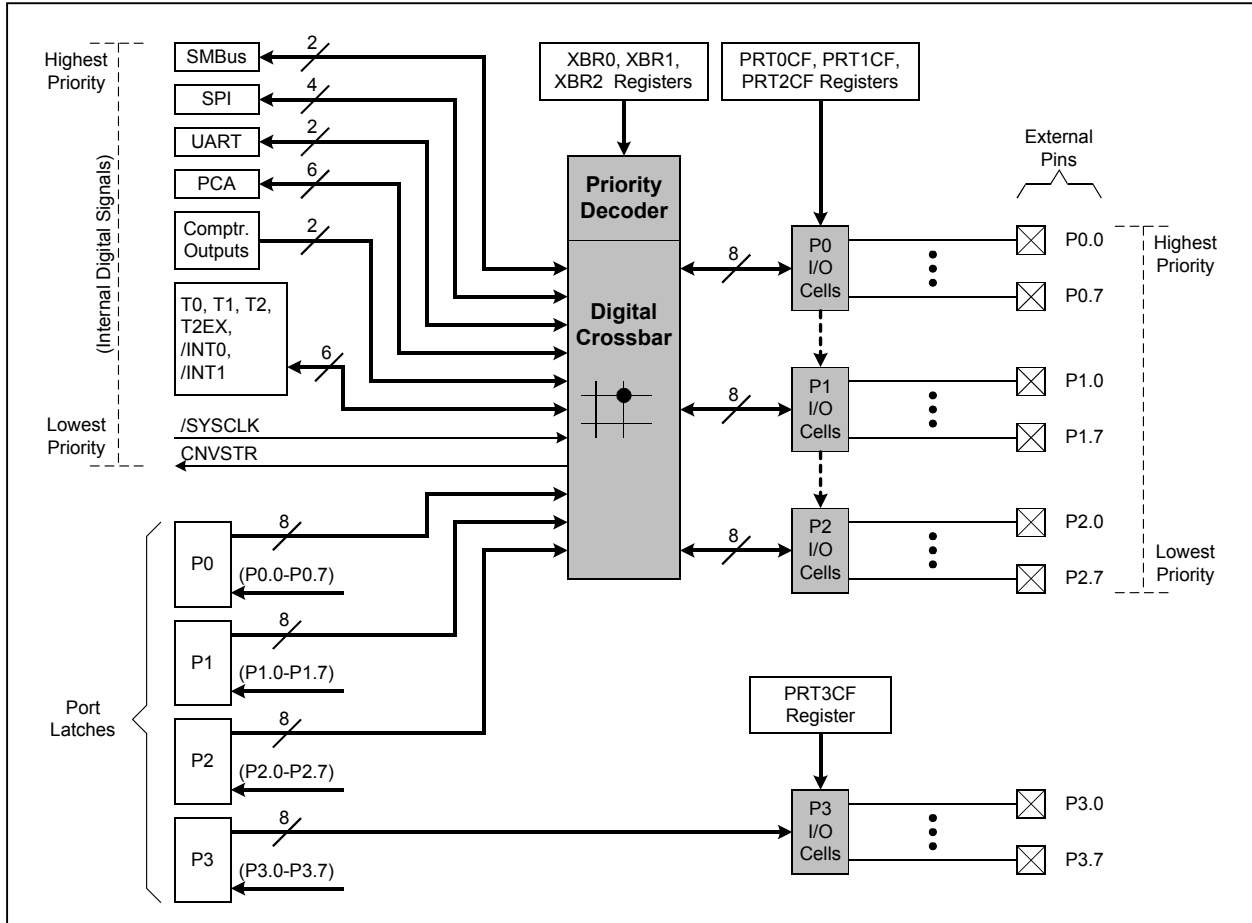 Highest
Priority
(Internal Digital Signals)
Lowest
Priority
SMBus
2
SPI
4
UART
2
PCA
6
Comptr.
Outputs
2
T0, T1, T2,
T2EX,
/INT0,
/INT1
6
/SYSCLK
CNVSTR
XBR0, XBR1,
XBR2 Registers
PRT0CF, PRT1CF,
PRT2CF Registers
Priority
Decoder
Digital
Crossbar
External
Pins
8
P0
I/O
Cells
P0.0
P0.7
8
P1
I/O
Cells
P1.0
P1.7
8
P2
I/O
Cells
P2.0
P2.7
Highest
Priority
Lowest
Priority
Port
Latches
P0
8
(P0.0-P0.7)
P1
8
(P1.0-P1.7)
P2
8
(P2.0-P2.7)
P3
8
(P3.0-P3.7)
PRT3CF
Register
P3
I/O
Cells
P3.0
P3.7